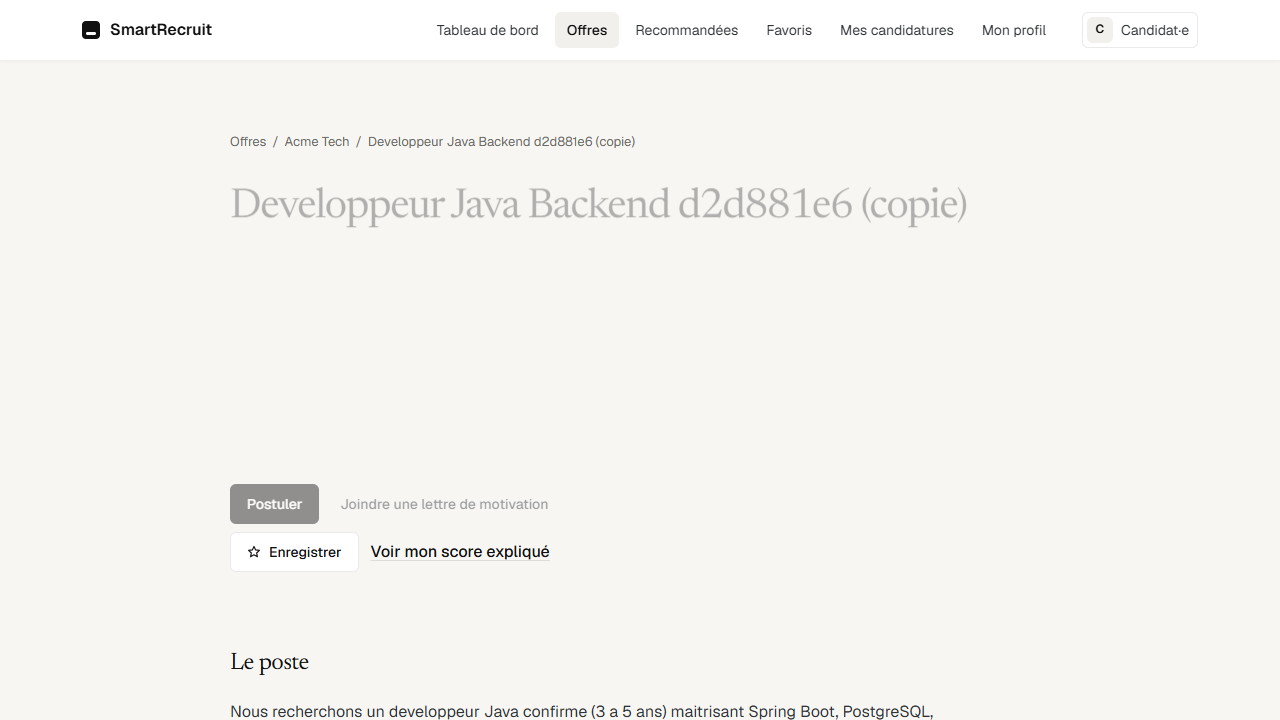 SmartRecruit
Tableau de bord
Offres
Recommandées
Favoris
Mes candidatures
Mon profil
C
Candidat·e
Offres / Acme Tech / Developpeur Java Backend d2d881e6 (copie)
Developpeur Java Backend d2d881e6 (copie)
Postuler
Joindre une lettre de motivation
Enregistrer
Voir mon score expliqué
Le poste
Nous recherchons un developpeur Java confirme (3 a 5 ans) maitrisant Spring Boot, PostgreSQL,